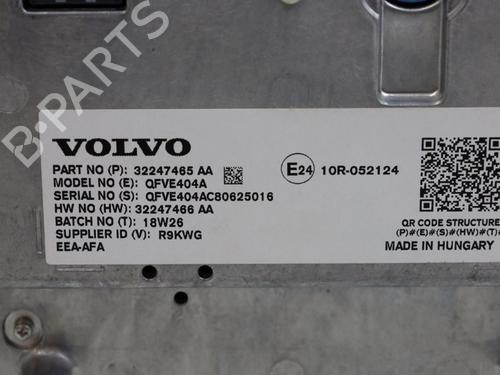 B-PARTS
VOLVO
PART NO (P): 32247465 AA
MODEL NO (E): QFVE404A
SERIAL NO (S): QFVE404AC80625016
HW NO (HW): 32247466 AA
BATCH NO (T): 18W26
SUPPLIER ID (V): R9KWG
EEA-AFA
E24 10R-052124
QR CODE STRUCTURE
(P)#(E)#(S)#(HW)#(T)#
MADE IN HUNGARY